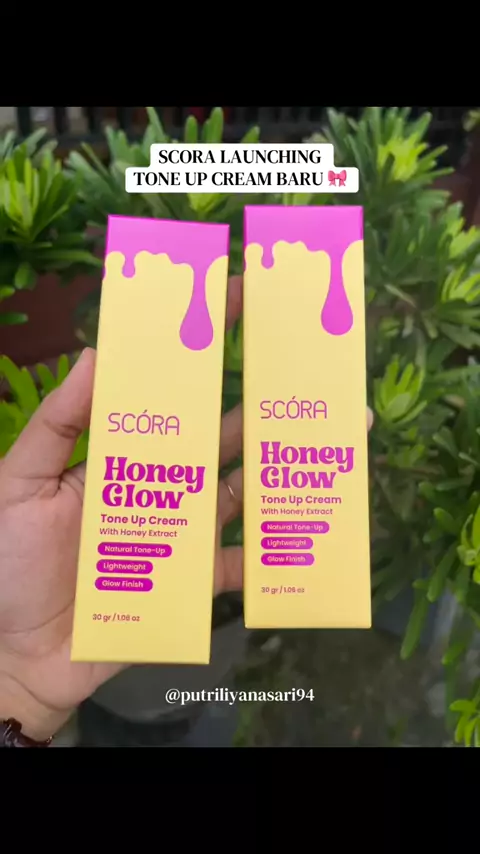 SCORA LAUNCHING
TONE UP CREAM BARU 🎀
SCÓRA
Honey
Glow
Tone Up Cream
With Honey Extract
Natural Tone-Up
Lightweight
Glow Finish
30 gr / 1.06 oz
SCÓRA
Honey
Glow
Tone Up Cream
With Honey Extract
Natural Tone-Up
Lightweight
Glow Finish
30 gr / 1.06 oz
@putriliyanasari94